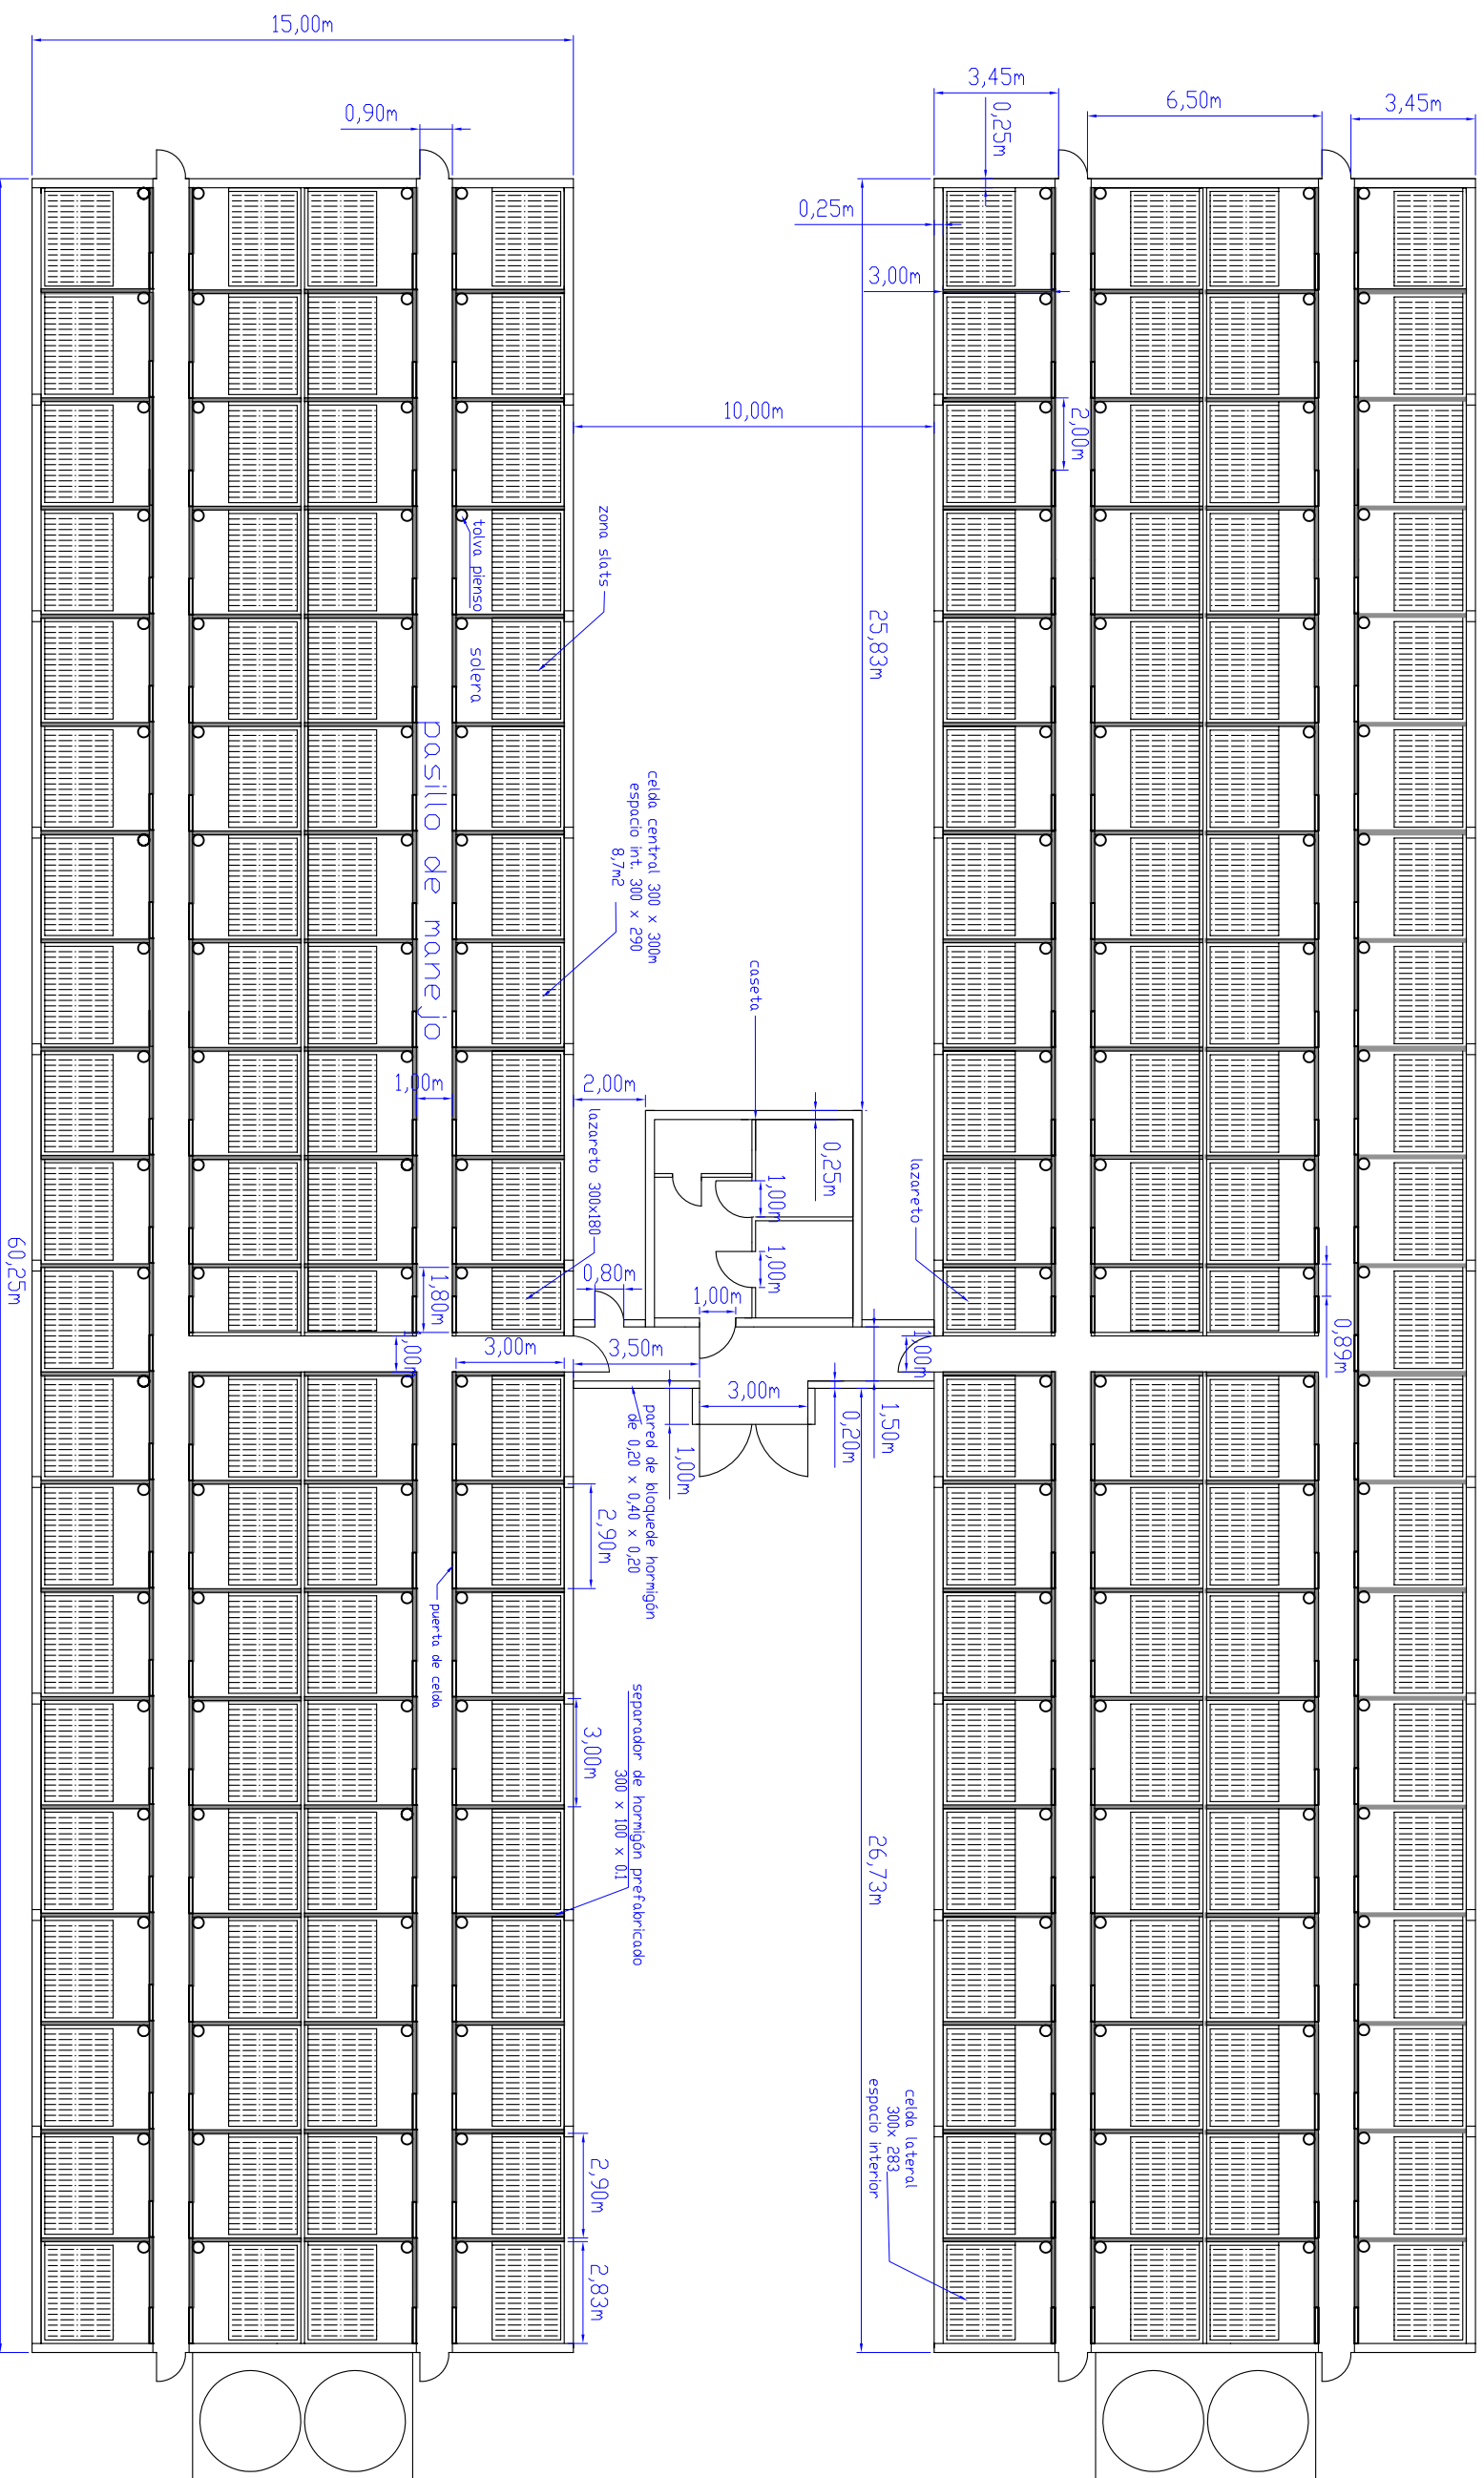 15,00m
3,45m
3,45m
6,50m
0,90m
0,25m
0,25m
3,00m
10,00m
2,00m
zona slats
tolva pienso
solera
25,83m
pasillo de manejo
celda central 300 x 300m
espacio int. 300 x 290
8,7m2
caseta
1,00m
2,00m
lazareto 300x180
0,25m
1,00m
lazareto
1,00m
0,80m
1,80m
1,00m
60,25m
0,89m
1,00m
3,00m
3,50m
1,00m
3,00m
1,50m
0,20m
pared de bloquede hormigón
de 0,20 x 0,40 x 0,20
1,00m
2,90m
puerta de celda
separador de hormigón prefabricado
300 x 100 x 0.1
3,00m
26,73m
celda lateral
300x 283
espacio interior
2,90m
2,83m